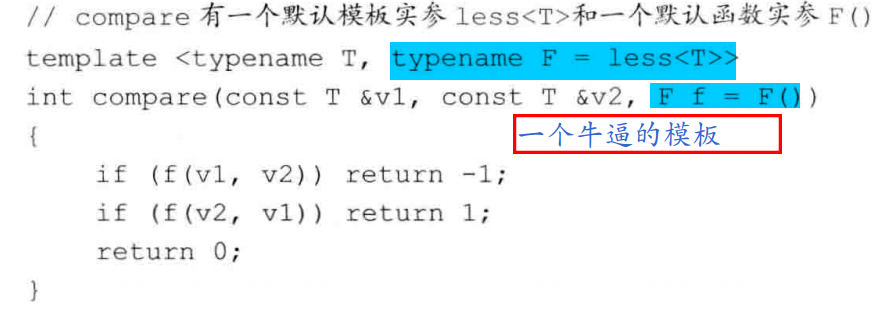 // compare 有一个默认模板实参 less<T>和一个默认函数实参 F()
template <typename T, typename F = less<T>>
int compare(const T &v1, const T &v2, F f = F())
{
一个牛逼的模板
if (f(v1, v2)) return -1;
if (f(v2, v1)) return 1;
return 0;
}